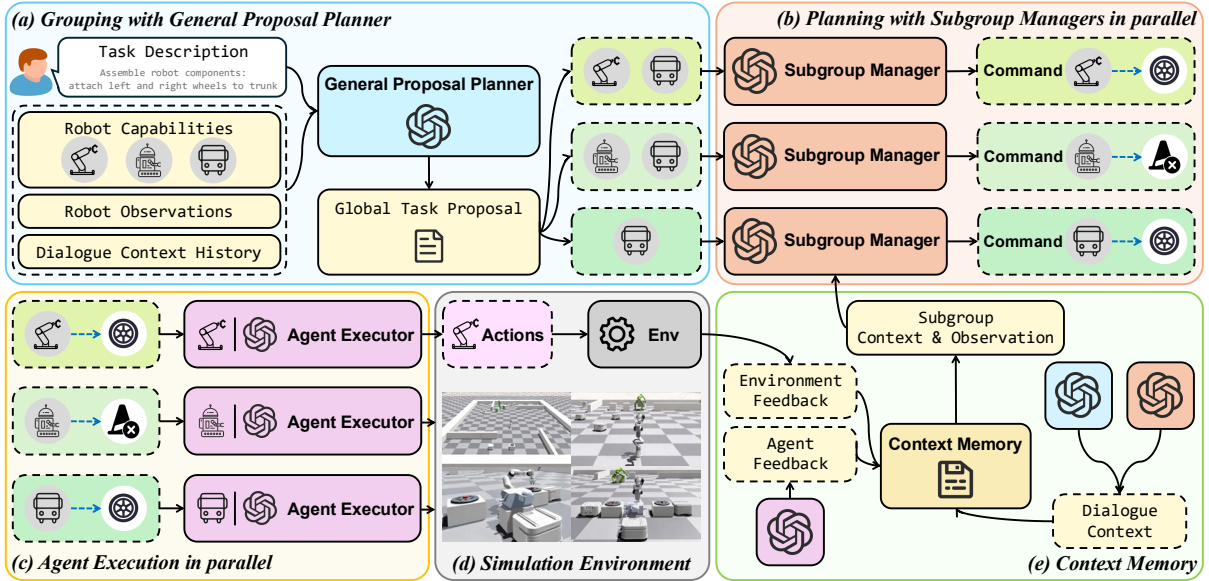 (a) Grouping with General Proposal Planner
Task Description
Assemble robot components:
attach left and right wheels to trunk
Robot Capabilities
Robot Observations
Dialogue Context History
General Proposal Planner
Global Task Proposal
(b) Planning with Subgroup Managers in parallel
Subgroup Manager
Command
Subgroup Manager
Command
Subgroup Manager
Command
Agent Executor
Agent Executor
Agent Executor
(c) Agent Execution in parallel
Actions
Env
(d) Simulation Environment
Subgroup
Context & Observation
Environment
Feedback
Agent
Feedback
Context Memory
Dialogue
Context
(e) Context Memory